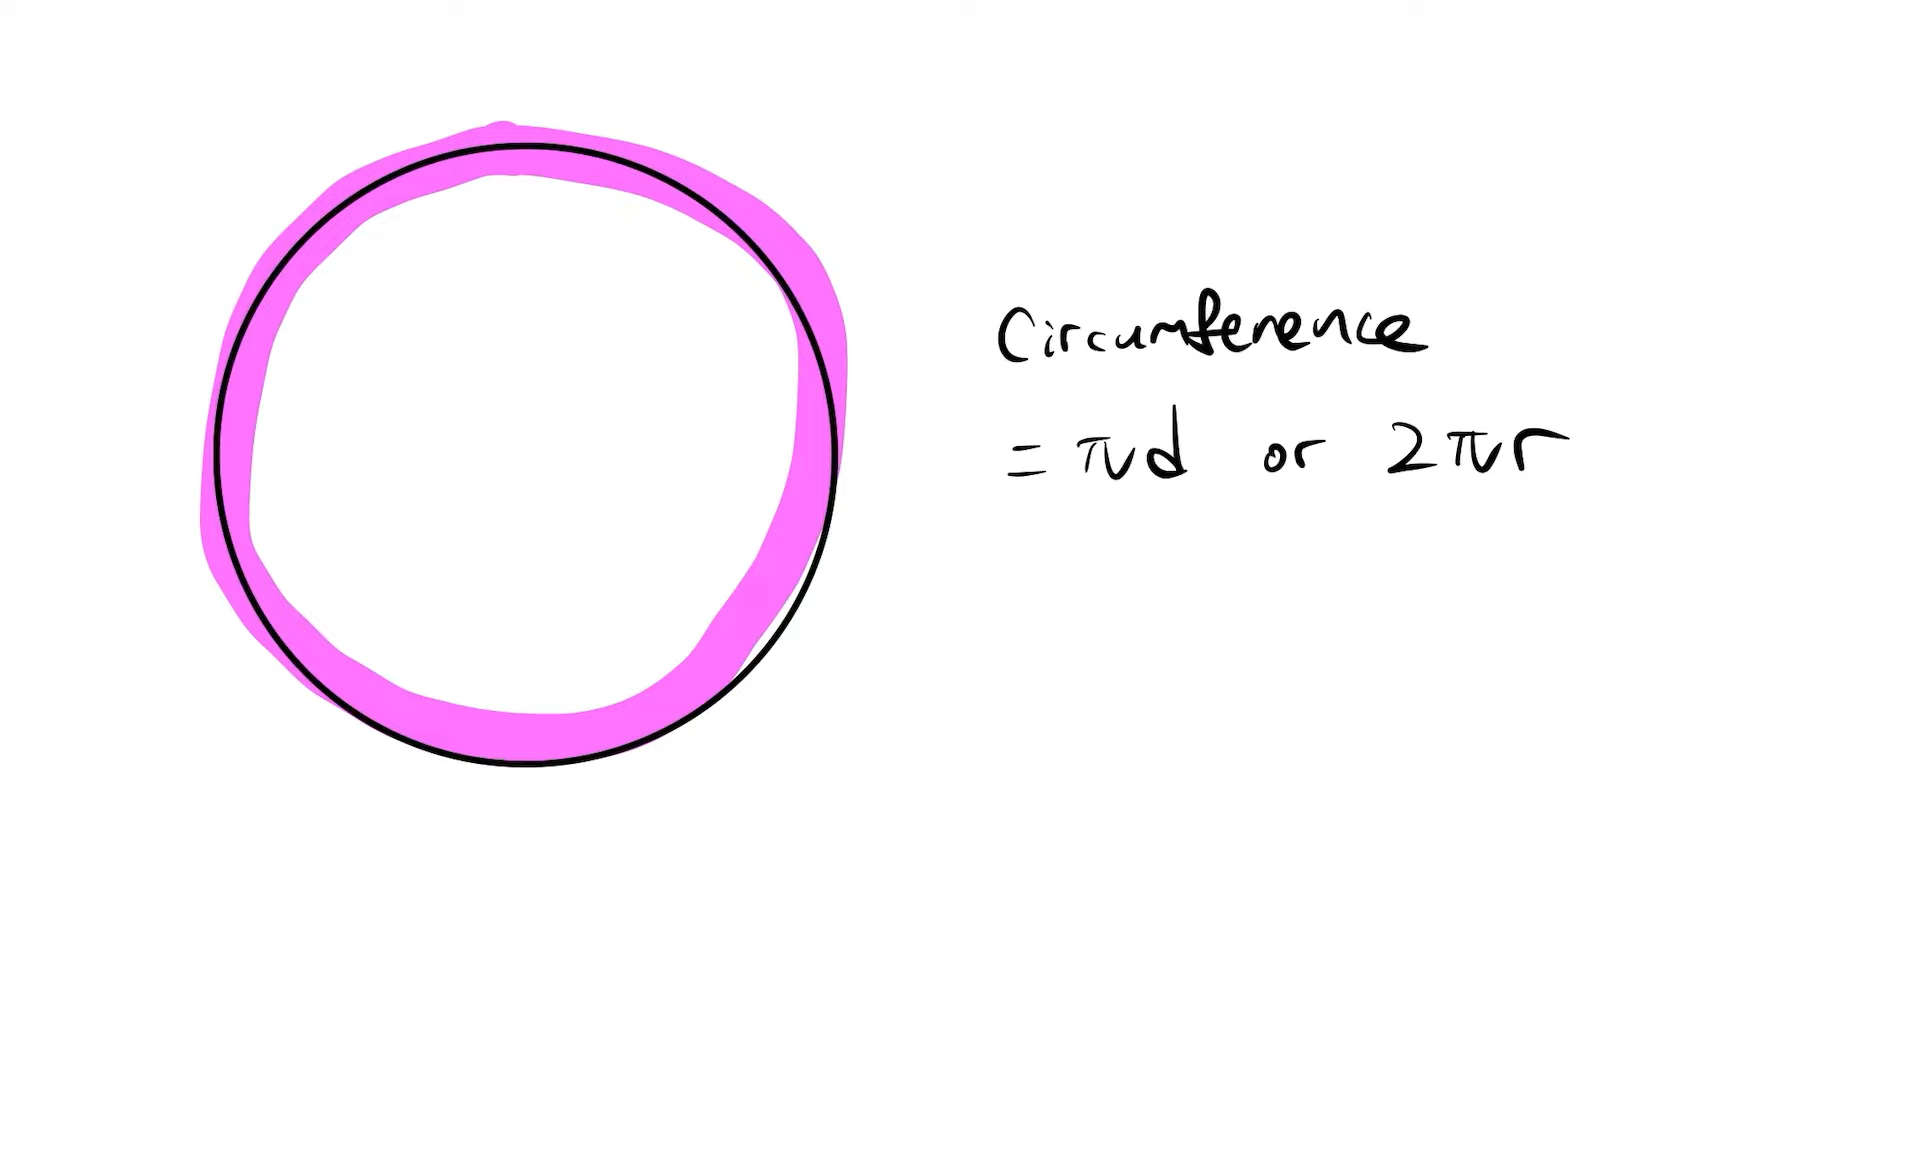 Circumference
= πd or 2πr